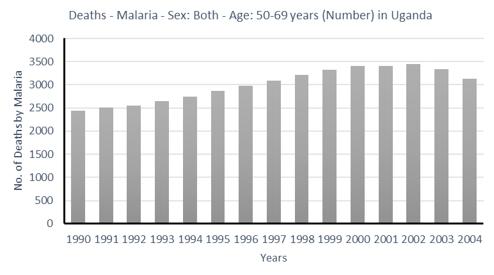 Deaths - Malaria - Sex: Both - Age: 50-69 years (Number) in Uganda
No. of Deaths by Malaria
4000
3500
3000
2500
2000
1500
1000
500
0
1990 1991 1992 1993 1994 1995 1996 1997 1998 1999 2000 2001 2002 2003 2004
Years